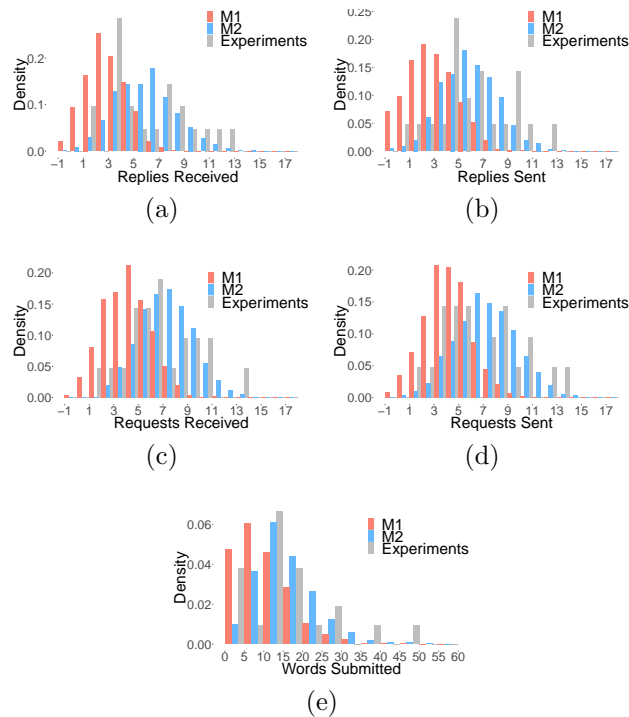 M1
M2
Experiments
Density
0.2
0.1
0.0
−1 1 3 5 7 9 11 13 15 17
Replies Received
(a)
M1
M2
Experiments
Density
0.25
0.20
0.15
0.10
0.05
0.00
−1 1 3 5 7 9 11 13 15 17
Replies Sent
(b)
M1
M2
Experiments
Density
0.20
0.15
0.10
0.05
0.00
−1 1 3 5 7 9 11 13 15 17
Requests Received
(c)
M1
M2
Experiments
Density
0.20
0.15
0.10
0.05
0.00
−1 1 3 5 7 9 11 13 15 17
Requests Sent
(d)
M1
M2
Experiments
Density
0.06
0.04
0.02
0.00
0 5 10 15 20 25 30 35 40 45 50 55 60
Words Submitted
(e)